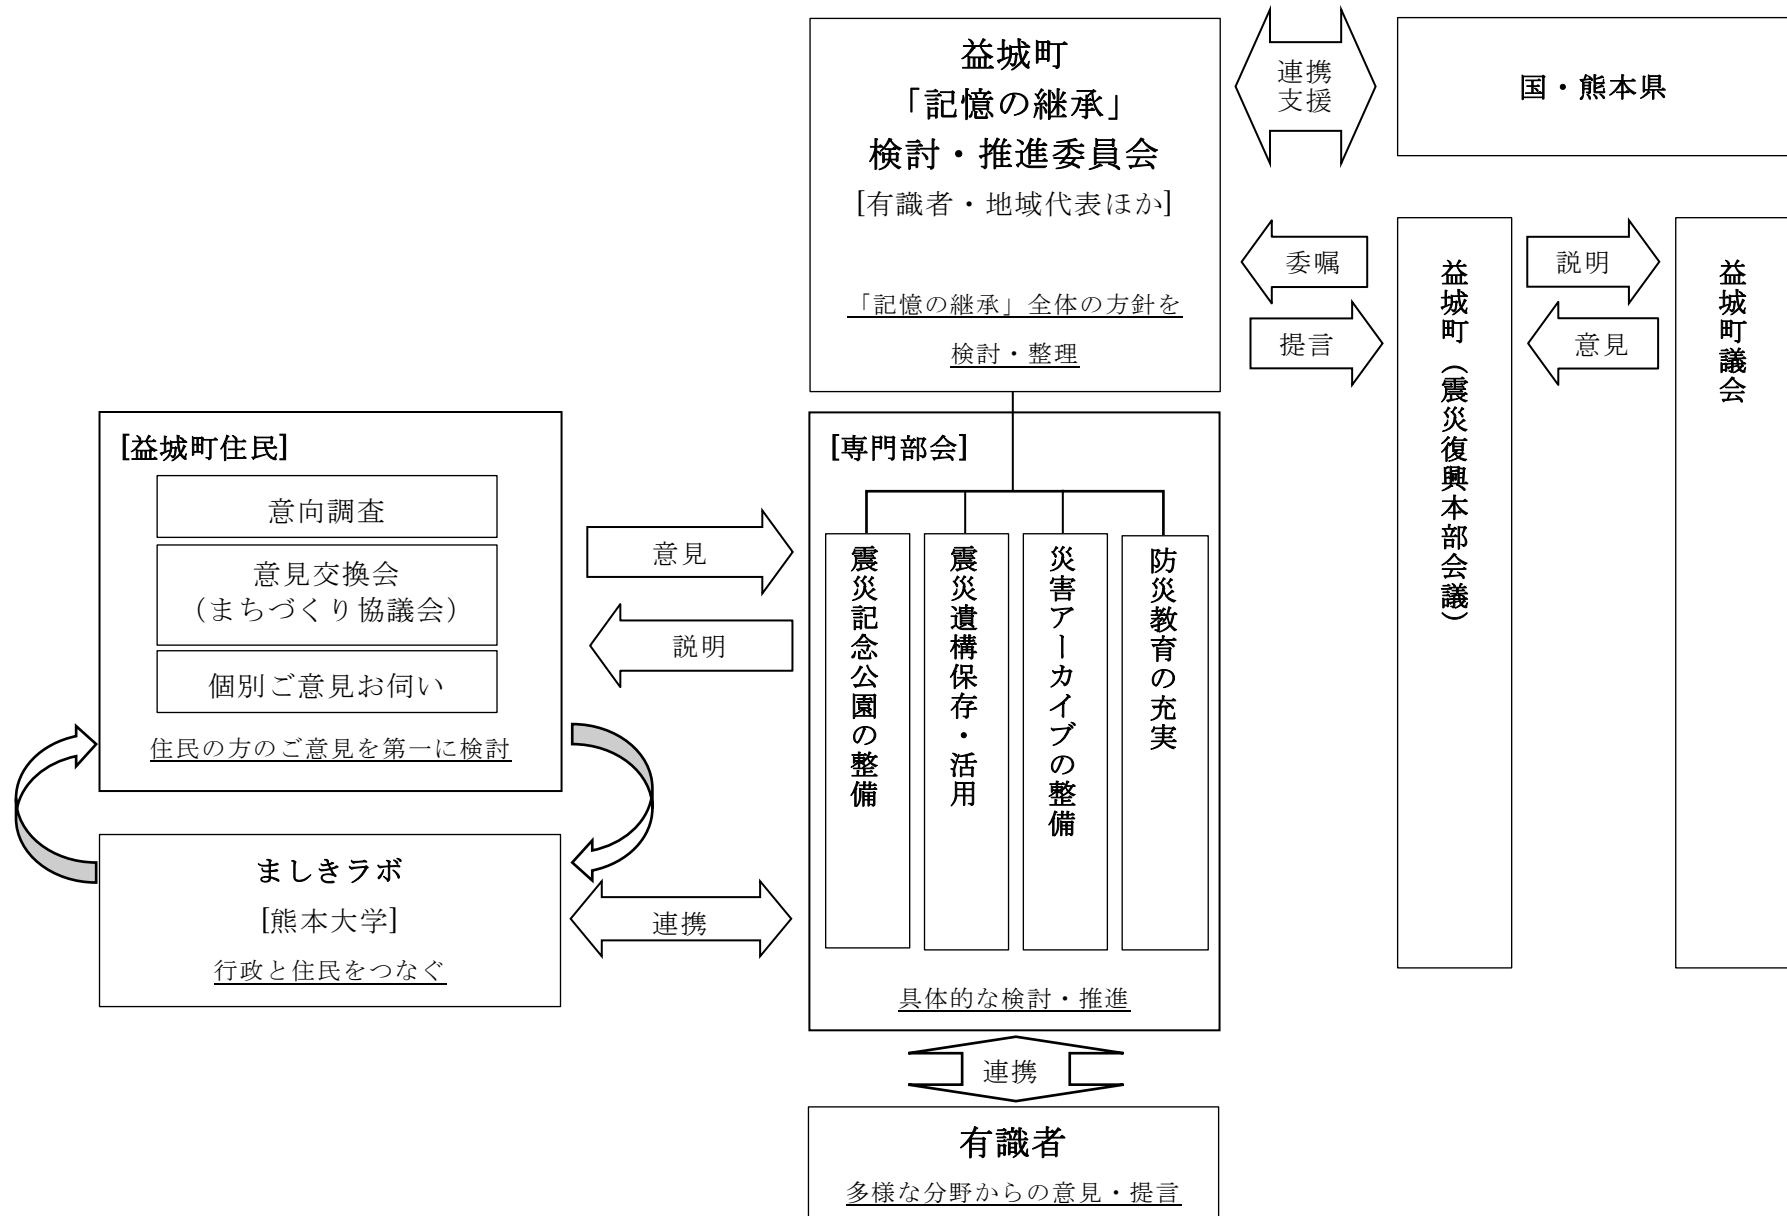 益城町
「記憶の継承」
検討・推進委員会
[有識者・地域代表ほか]
「記憶の継承」全体の方針を
検討・整理
連携
支援
国・熊本県
委嘱
提言
益城町（震災復興本部会議）
説明
意見
益城町議会
[益城町住民]
意向調査
意見交換会
（まちづくり協議会）
個別ご意見お伺い
住民の方のご意見を第一に検討
意見
説明
[専門部会]
震災記念公園の整備
震災遺構保存・活用
災害アーカイブの整備
防災教育の充実
具体的な検討・推進
ましきラボ
[熊本大学]
行政と住民をつなぐ
連携
連携
有識者
多様な分野からの意見・提言